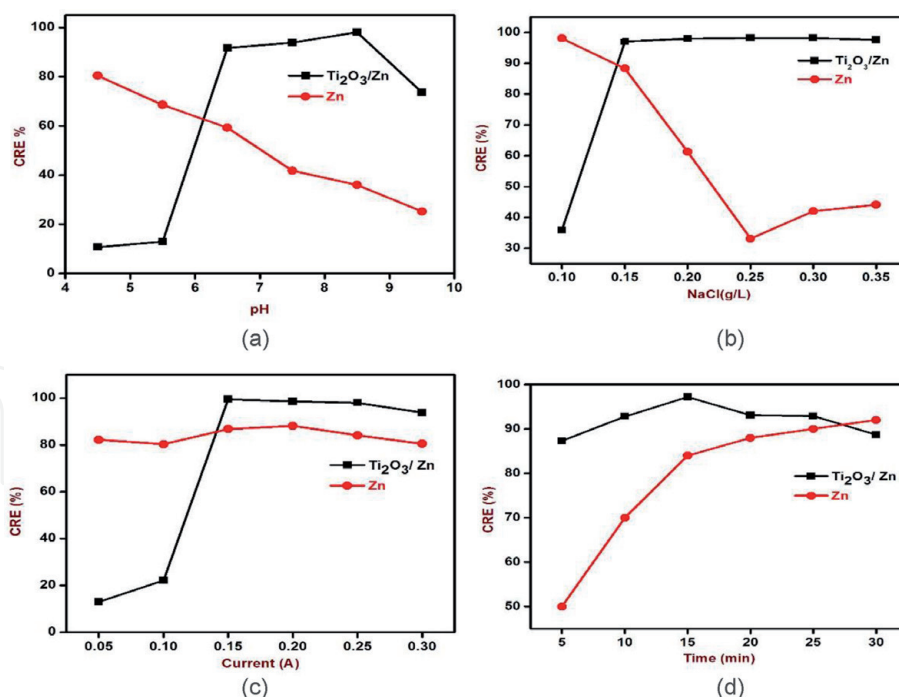 100
80
60
40
20
0
CRE %
Ti₂O₃/Zn
Zn
4 5 6 7 8 9 10
pH
(a)
100
90
80
70
60
50
40
30
CRE (%)
Ti₂O₃/Zn
Zn
0.10 0.15 0.20 0.25 0.30 0.35
NaCl(g/L)
(b)
100
80
60
40
20
0
CRE (%)
Ti₂O₃/ Zn
Zn
0.05 0.10 0.15 0.20 0.25 0.30
Current (A)
(c)
100
90
80
70
60
50
CRE (%)
Ti₂O₃/ Zn
Zn
5 10 15 20 25 30
Time (min)
(d)